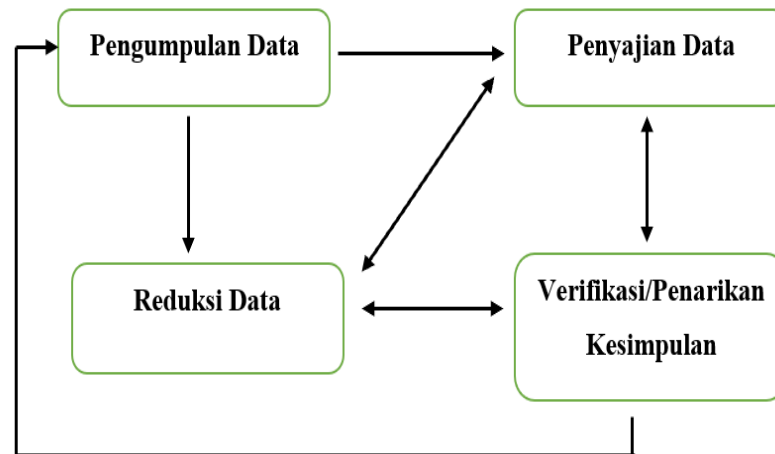 Pengumpulan Data
Penyajian Data
Reduksi Data
Verifikasi/Penarikan
Kesimpulan